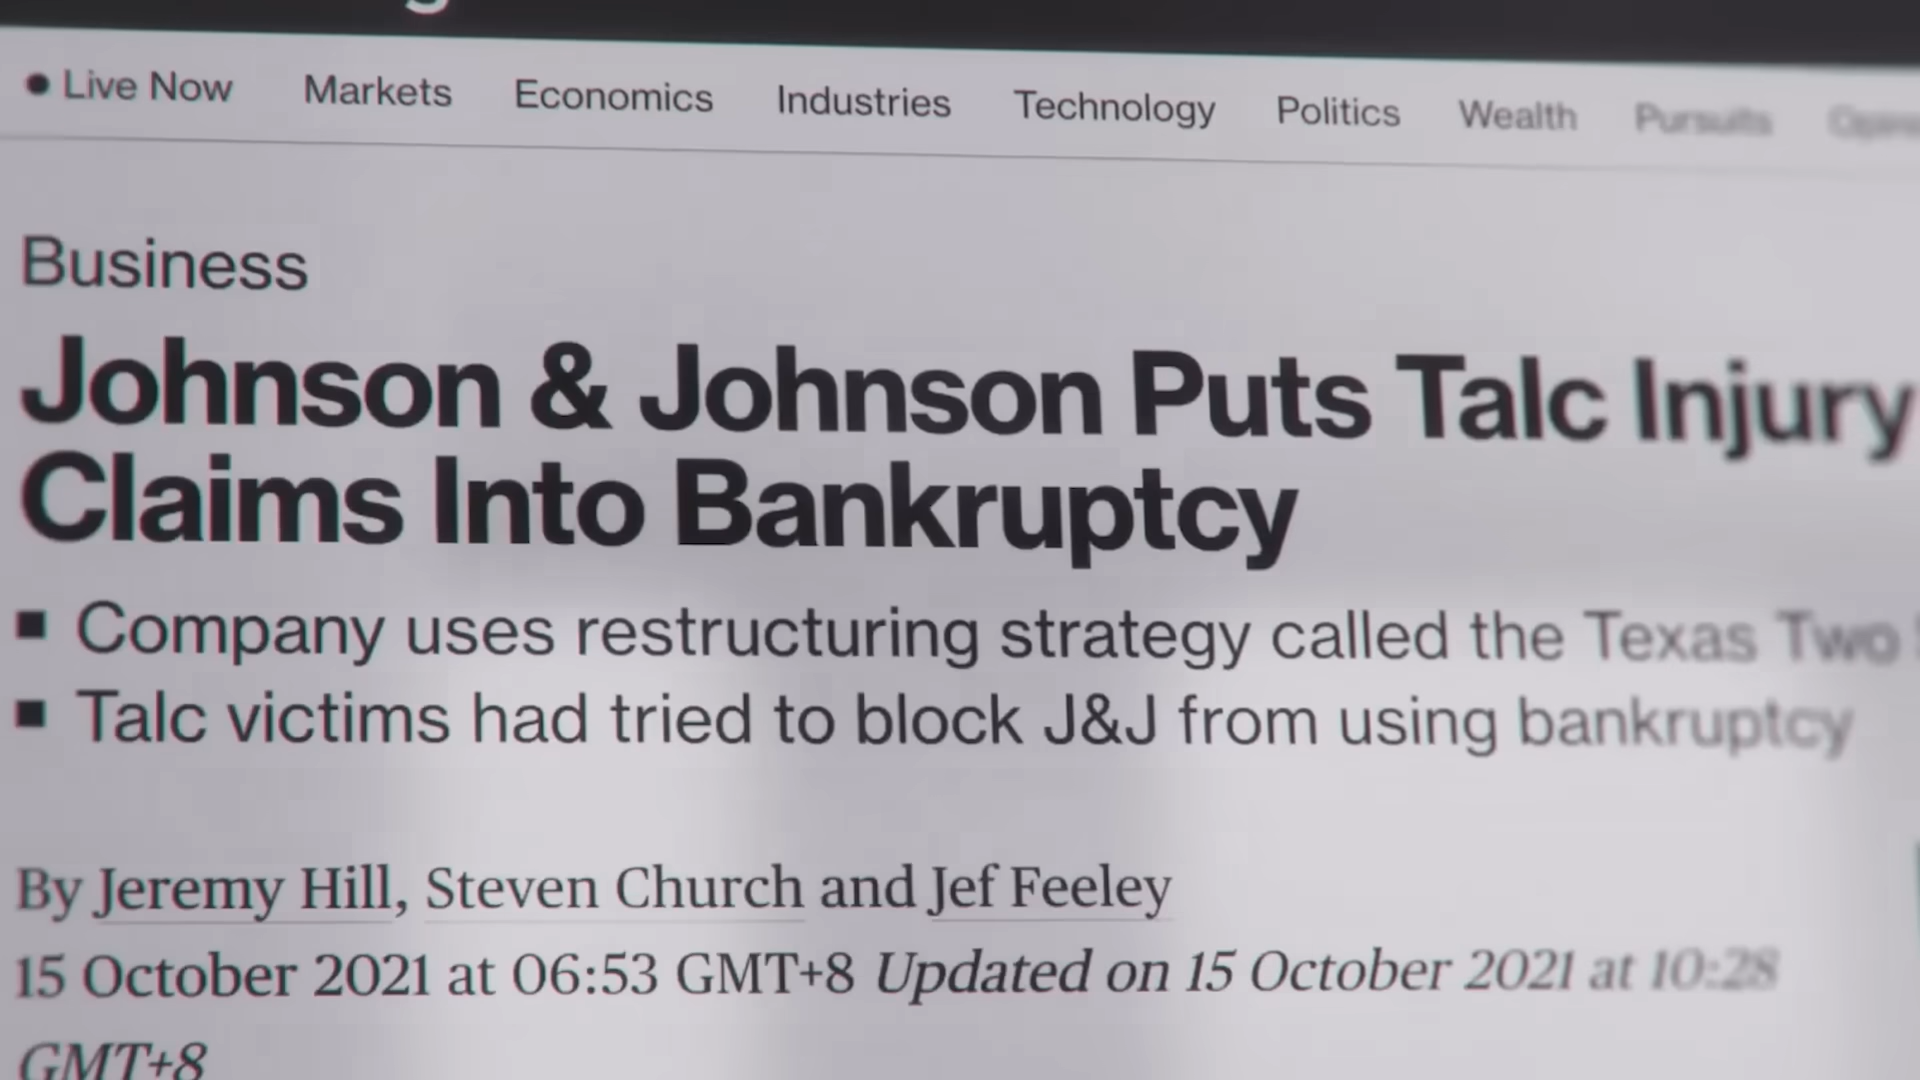 Live Now Markets Economics Industries Technology Politics Wealth Pursuits
Business
Johnson & Johnson Puts Talc Injury
Claims Into Bankruptcy
Company uses restructuring strategy called the Texas Two
Talc victims had tried to block J&J from using bankruptcy
By Jeremy Hill, Steven Church and Jef Feeley
15 October 2021 at 06:53 GMT+8 Updated on 15 October 2021 at 10:28
GMT+8